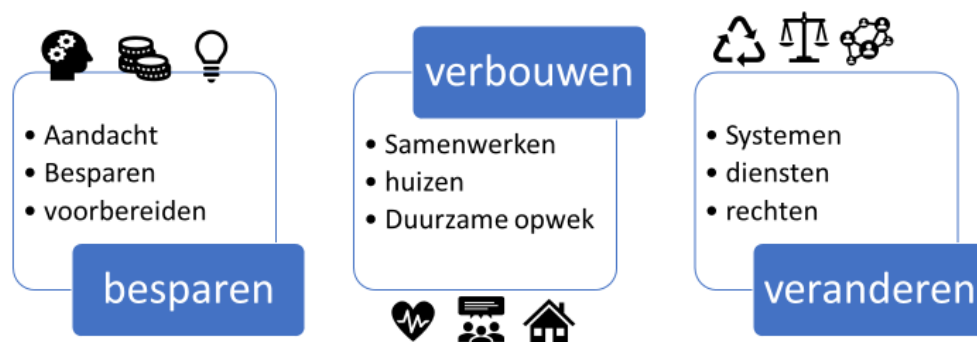 • Aandacht
• Besparen
• voorbereiden
besparen
verbouwen
• Samenwerken
• huizen
• Duurzame opwek
• Systemen
• diensten
• rechten
veranderen